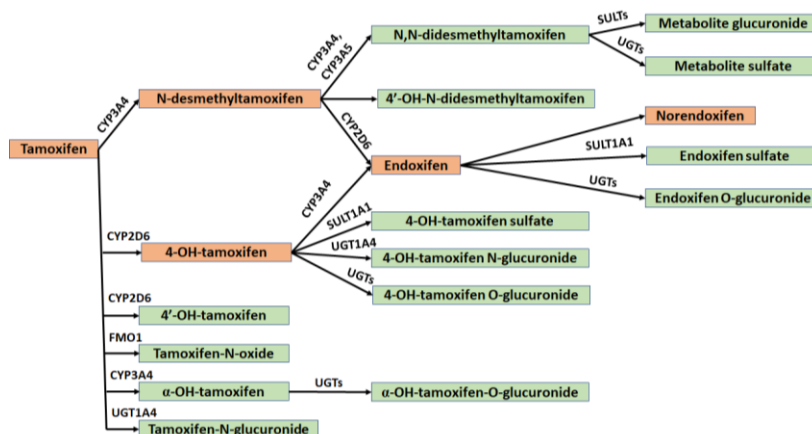 SULTs
Metabolite glucuronide
CYP3A4,
CYP3A5
N,N-didesmethyltamoxifen
UGTs
Metabolite sulfate
CYP3A4
N-desmethyltamoxifen
4’-OH-N-didesmethyltamoxifen
CYP2D6
Norendoxifen
Tamoxifen
Endoxifen
SULT1A1
Endoxifen sulfate
UGTs
Endoxifen O-glucuronide
CYP3A4
SULT1A1
4-OH-tamoxifen sulfate
CYP2D6
4-OH-tamoxifen
UGT1A4
4-OH-tamoxifen N-glucuronide
UGTs
4-OH-tamoxifen O-glucuronide
CYP2D6
4’-OH-tamoxifen
FMO1
Tamoxifen-N-oxide
CYP3A4
α-OH-tamoxifen
UGTs
α-OH-tamoxifen-O-glucuronide
UGT1A4
Tamoxifen-N-glucuronide